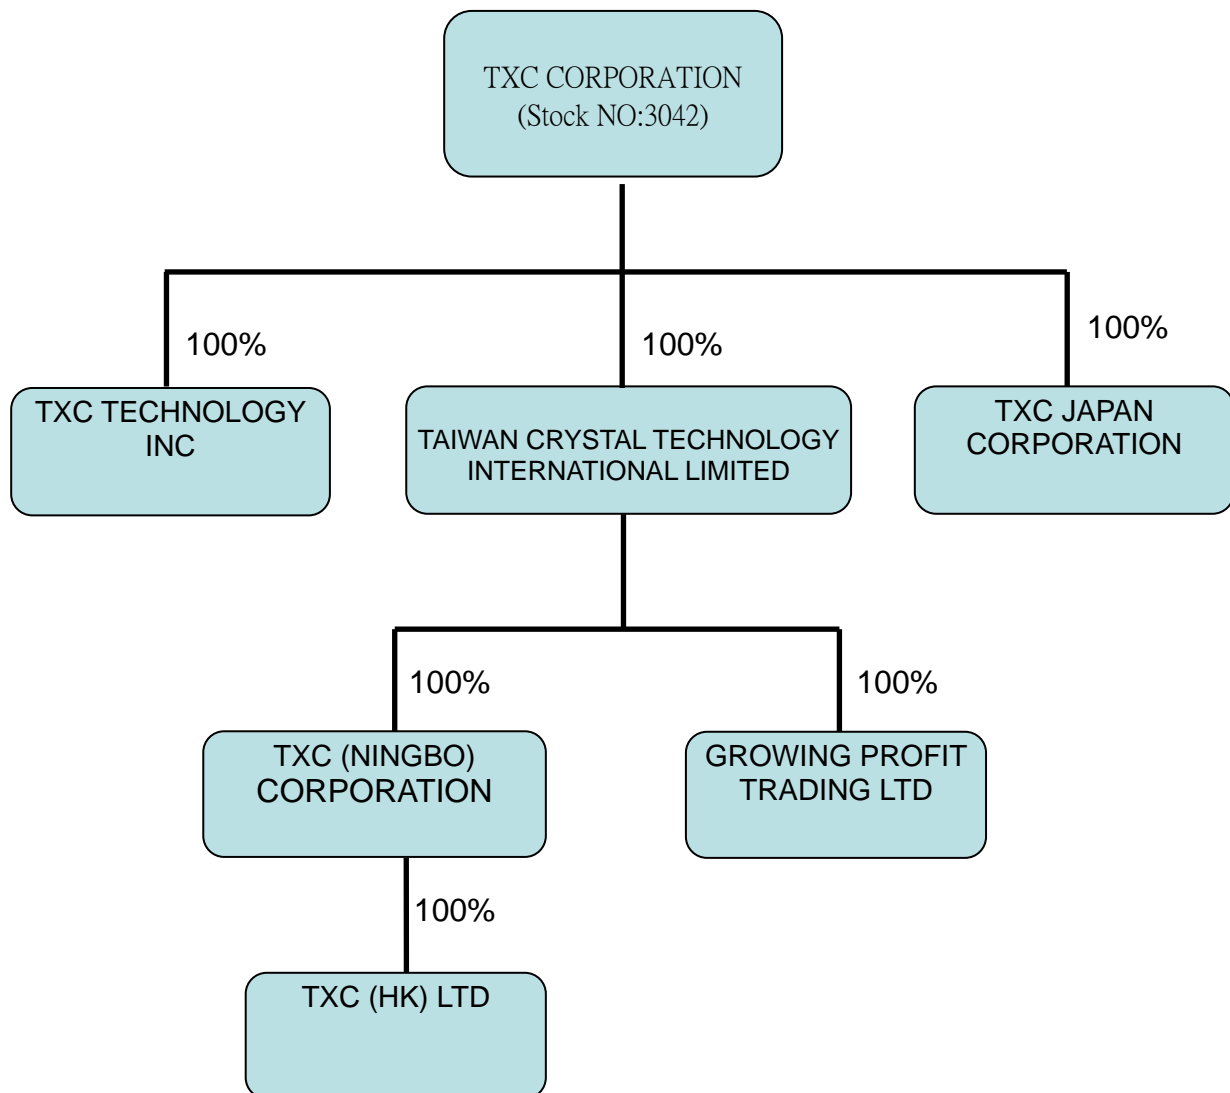 TXC CORPORATION
(Stock NO:3042)
100%
100%
100%
TXC TECHNOLOGY
INC
TAIWAN CRYSTAL TECHNOLOGY
INTERNATIONAL LIMITED
TXC JAPAN
CORPORATION
100%
100%
TXC (NINGBO)
CORPORATION
GROWING PROFIT
TRADING LTD
100%
TXC (HK) LTD